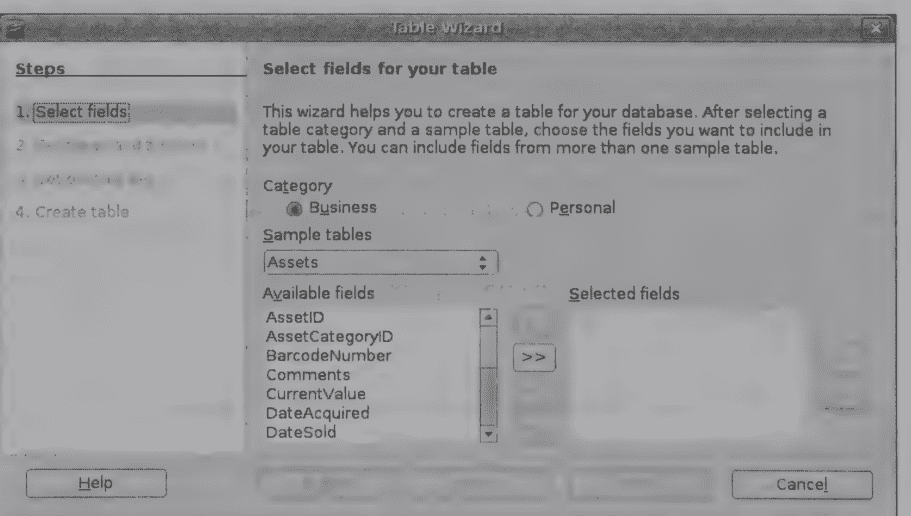 Table Wizard
Steps
1. Select fields
4. Create table
Select fields for your table
This wizard helps you to create a table for your database. After selecting a
table category and a sample table, choose the fields you want to include in
your table. You can include fields from more than one sample table.
Category
Business
Personal
Sample tables
Assets
Available fields
AssetID
AssetCategoryID
BarcodeNumber
Comments
CurrentValue
DateAcquired
DateSold
>>
Selected fields
Help
Cancel